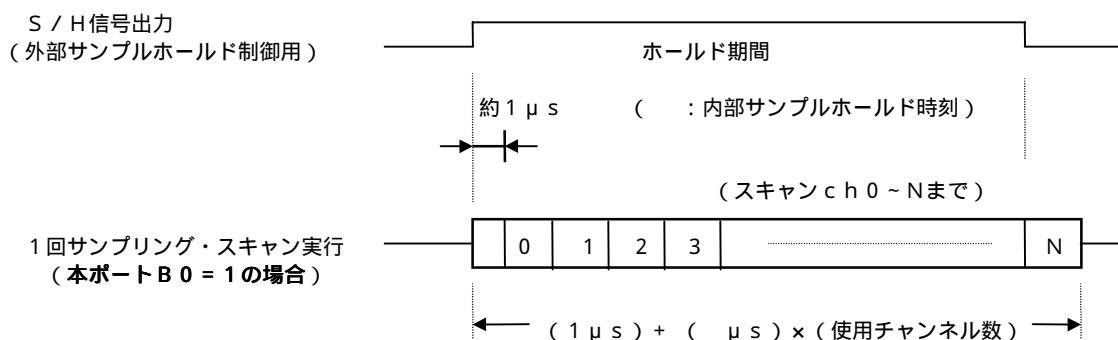 S/H信号出力
(外部サンプルホールド制御用)
ホールド期間
約1μs ( :内部サンプルホールド時刻)
(スキャンch0~Nまで)
1回サンプリング・スキャン実行
(本ポートB0=1の場合)
0 1 2 3 N
(1μs)+( μs)×(使用チャンネル数)